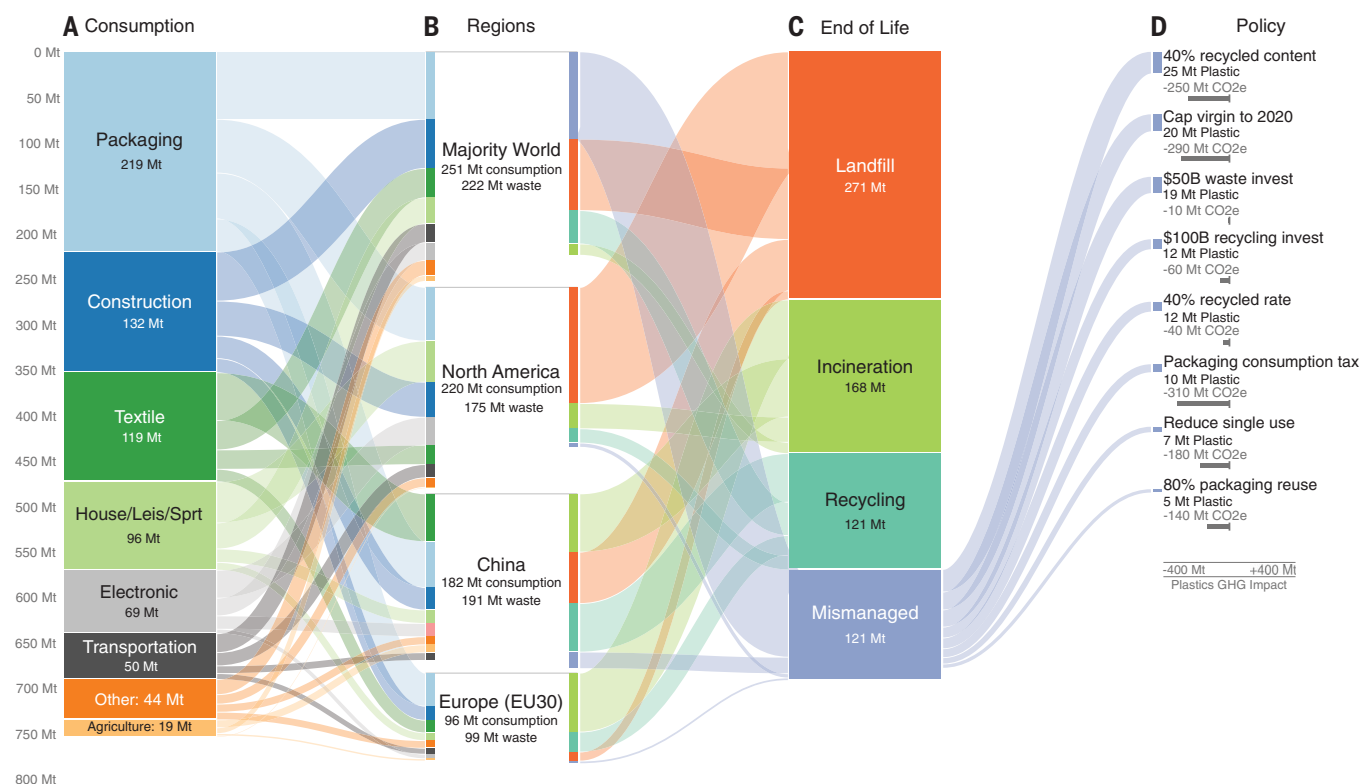 A Consumption
B Regions
C End of Life
D Policy
0 Mt
50 Mt
100 Mt
150 Mt
200 Mt
250 Mt
300 Mt
350 Mt
400 Mt
450 Mt
500 Mt
550 Mt
600 Mt
650 Mt
700 Mt
750 Mt
800 Mt
Packaging
219 Mt
Construction
132 Mt
Textile
119 Mt
House/Leis/Sprt
96 Mt
Electronic
69 Mt
Transportation
50 Mt
Other: 44 Mt
Agriculture: 19 Mt
Majority World
251 Mt consumption
222 Mt waste
North America
220 Mt consumption
175 Mt waste
China
182 Mt consumption
191 Mt waste
Europe (EU30)
96 Mt consumption
99 Mt waste
Landfill
271 Mt
Incineration
168 Mt
Recycling
121 Mt
Mismanaged
121 Mt
40% recycled content
25 Mt Plastic
-250 Mt CO2e
Cap virgin to 2020
20 Mt Plastic
-290 Mt CO2e
$50B waste invest
19 Mt Plastic
-10 Mt CO2e
$100B recycling invest
12 Mt Plastic
-60 Mt CO2e
40% recycled rate
12 Mt Plastic
-40 Mt CO2e
Packaging consumption tax
10 Mt Plastic
-310 Mt CO2e
Reduce single use
7 Mt Plastic
-180 Mt CO2e
80% packaging reuse
5 Mt Plastic
-140 Mt CO2e
-400 Mt +400 Mt
Plastics GHG Impact